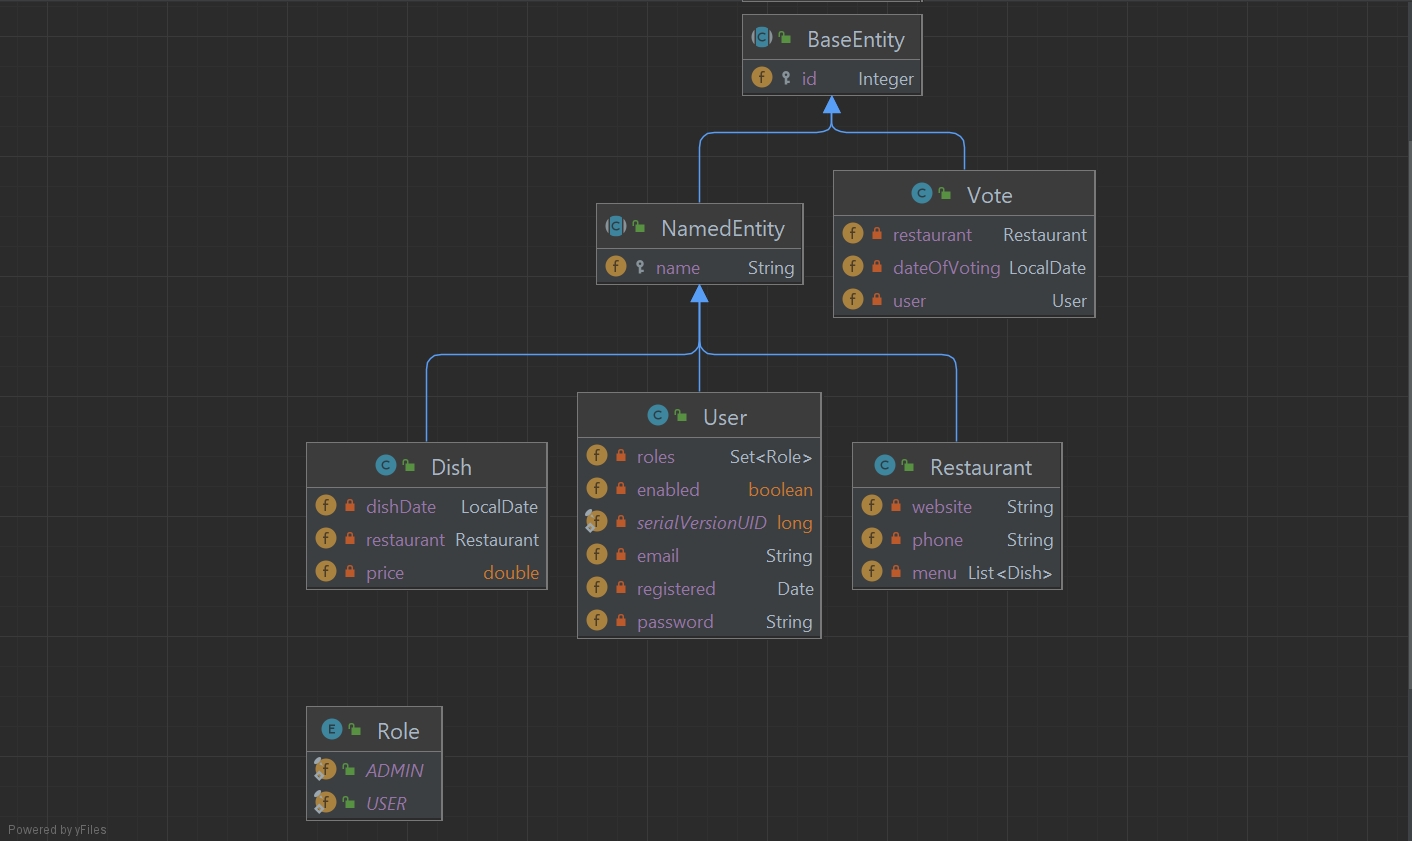 BaseEntity
id Integer
NamedEntity
name String
Vote
restaurant Restaurant
dateOfVoting LocalDate
user User
Dish
dishDate LocalDate
restaurant Restaurant
price double
User
roles Set<Role>
enabled boolean
serialVersionUID long
email String
registered Date
password String
Restaurant
website String
phone String
menu List<Dish>
Role
ADMIN
USER
Powered by yFiles